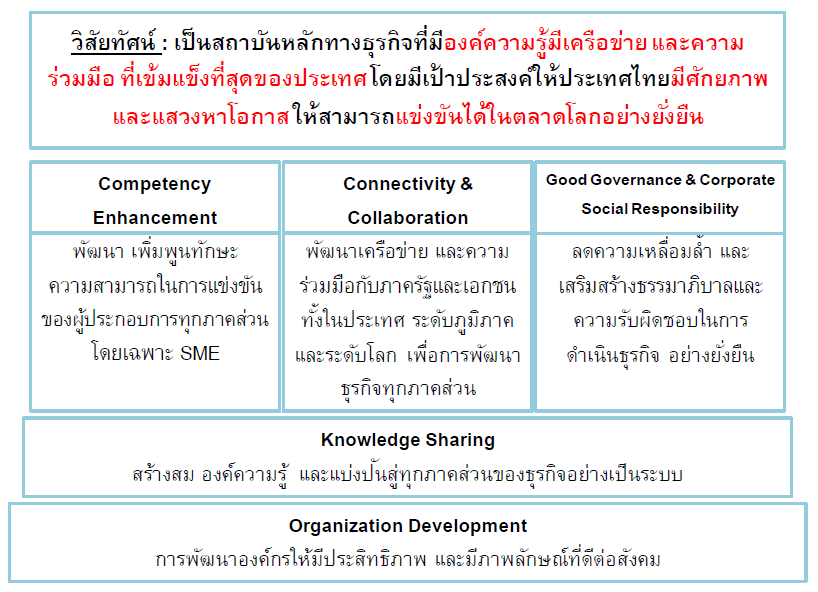 วิสัยทัศน์ : เป็นสถาบันหลักทางธุรกิจที่มีองค์ความรู้มีเครือข่าย และความ
ร่วมมือ ที่เข้มแข็งที่สุดของประเทศโดยมีเป้าประสงค์ให้ประเทศไทยมีศักยภาพ
และแสวงหาโอกาส ให้สามารถแข่งขันได้ในตลาดโลกอย่างยั่งยืน
Competency
Enhancement
พัฒนา เพิ่มพูนทักษะ
ความสามารถในการแข่งขัน
ของผู้ประกอบการทุกภาคส่วน
โดยเฉพาะ SME
Connectivity &
Collaboration
พัฒนาเครือข่าย และความ
ร่วมมือกับภาครัฐและเอกชน
ทั้งในประเทศ ระดับภูมิภาค
และระดับโลก เพื่อการพัฒนา
ธุรกิจทุกภาคส่วน
Good Governance & Corporate
Social Responsibility
ลดความเหลื่อมล้ำ และ
เสริมสร้างธรรมาภิบาลและ
ความรับผิดชอบในการ
ดำเนินธุรกิจ อย่างยั่งยืน
Knowledge Sharing
สร้างสม องค์ความรู้ และแบ่งปันสู่ทุกภาคส่วนของธุรกิจอย่างเป็นระบบ
Organization Development
การพัฒนาองค์กรให้มีประสิทธิภาพ และมีภาพลักษณ์ที่ดีต่อสังคม